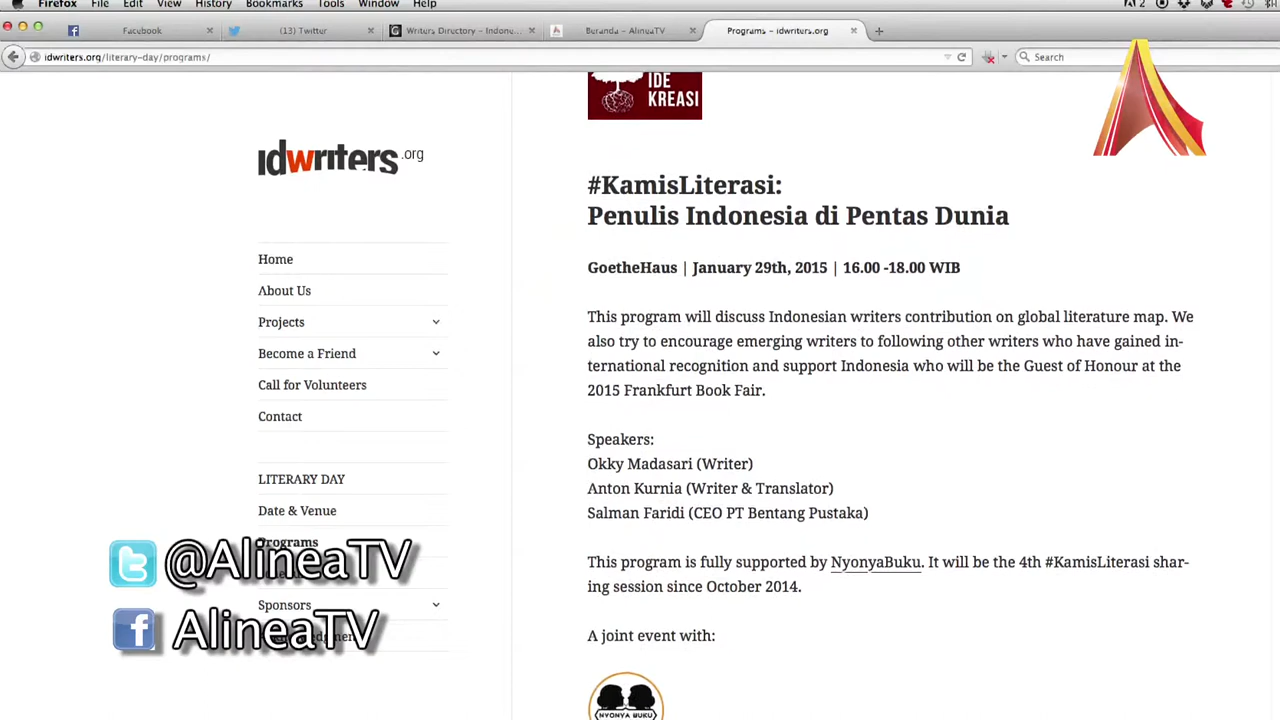 Firefox File Edit View History Bookmarks Tools Window Help
Facebook
(13) Twitter
Writers Directory – Indone...
Beranda – AlineaTV
Programs – idwriters.org
idwriters.org/literary-day/programs/
Search
IDE
KREASI
idwriters.org
Home
About Us
Projects
Become a Friend
Call for Volunteers
Contact
LITERARY DAY
Date & Venue
Programs
Sponsors
@AlineaTV
AlineaTV
#KamisLiterasi:
Penulis Indonesia di Pentas Dunia
GoetheHaus | January 29th, 2015 | 16.00 -18.00 WIB
This program will discuss Indonesian writers contribution on global literature map. We
also try to encourage emerging writers to following other writers who have gained in-
ternational recognition and support Indonesia who will be the Guest of Honour at the
2015 Frankfurt Book Fair.
Speakers:
Okky Madasari (Writer)
Anton Kurnia (Writer & Translator)
Salman Faridi (CEO PT Bentang Pustaka)
This program is fully supported by NyonyaBuku. It will be the 4th #KamisLiterasi shar-
ing session since October 2014.
A joint event with:
NYONYA BUKU